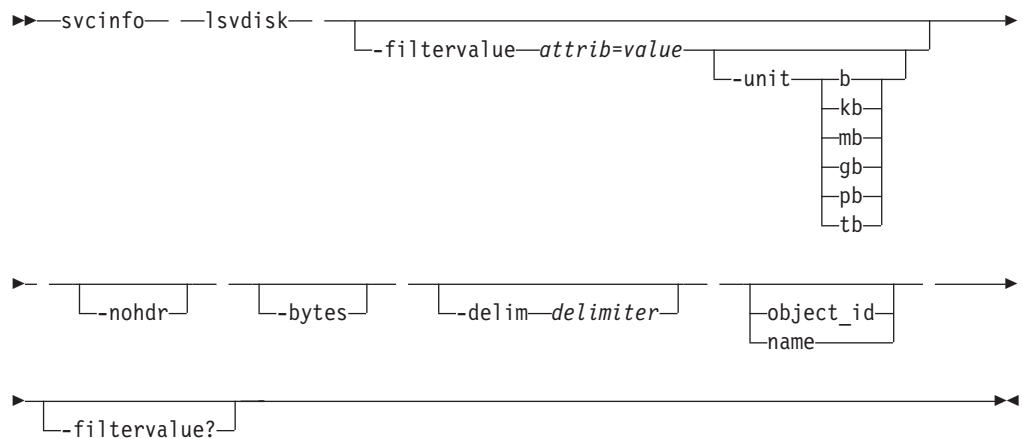 svcinfo lsvdisk
-filtervalue attrib=value
-unit b
kb
mb
gb
pb
tb
-nohdr -bytes -delim delimiter object_id
name
-filtervalue?